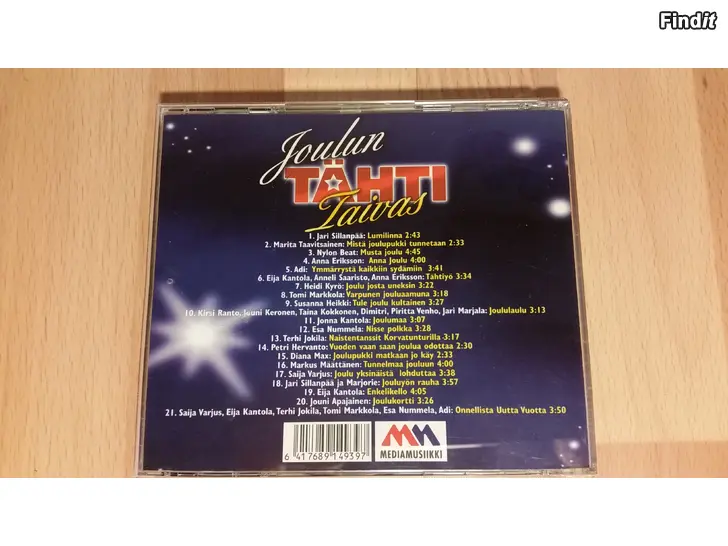 Findit
Joulun
TÄHTI
Taivas
1. Jari Sillanpää: Lumilinna 2:43
2. Marita Taavitsainen: Mistä joulupukki tunnetaan 2:33
3. Nylon Beat: Musta joulu 4:45
4. Anna Eriksson: Anna Joulu 4:00
5. Adi: Ymmärrystä kaikkiin sydämiin 3:41
6. Eija Kantola, Anneli Saaristo, Anna Eriksson: Tähtiyö 3:34
7. Heidi Kyrö: Joulu josta uneksin 3:22
8. Tomi Markkola: Varpunen jouluaamuna 3:18
9. Susanna Heikki: Tule joulu kultainen 3:27
10. Kirsi Ranto, Jouni Keronen, Taina Kokkonen, Dimitri, Piritta Venho, Jari Marjala: Joululaulu 3:13
11. Jonna Kantola: Joulumaa 3:07
12. Esa Nummela: Nisse polkka 3:28
13. Terhi Jokila: Naistentanssit Korvatunturilla 3:17
14. Petri Hervanto: Vuoden vaan saan joulua odottaa 2:30
15. Diana Max: Joulupukki matkaan jo käy 2:33
16. Markus Määttänen: Tunnelmaa jouluun 4:00
17. Saija Varjus: Joulu yksinäistä lohduttaa 3:38
18. Jari Sillanpää ja Marjorie: Jouluyön rauha 3:57
19. Eija Kantola: Enkelikello 4:05
20. Jouni Apajainen: Joulukortti 3:26
21. Saija Varjus, Eija Kantola, Terhi Jokila, Tomi Markkola, Esa Nummela, Adi: Onnellista Uutta Vuotta 3:50
6 417689 149397
MM
MEDIAMUSIIKKI